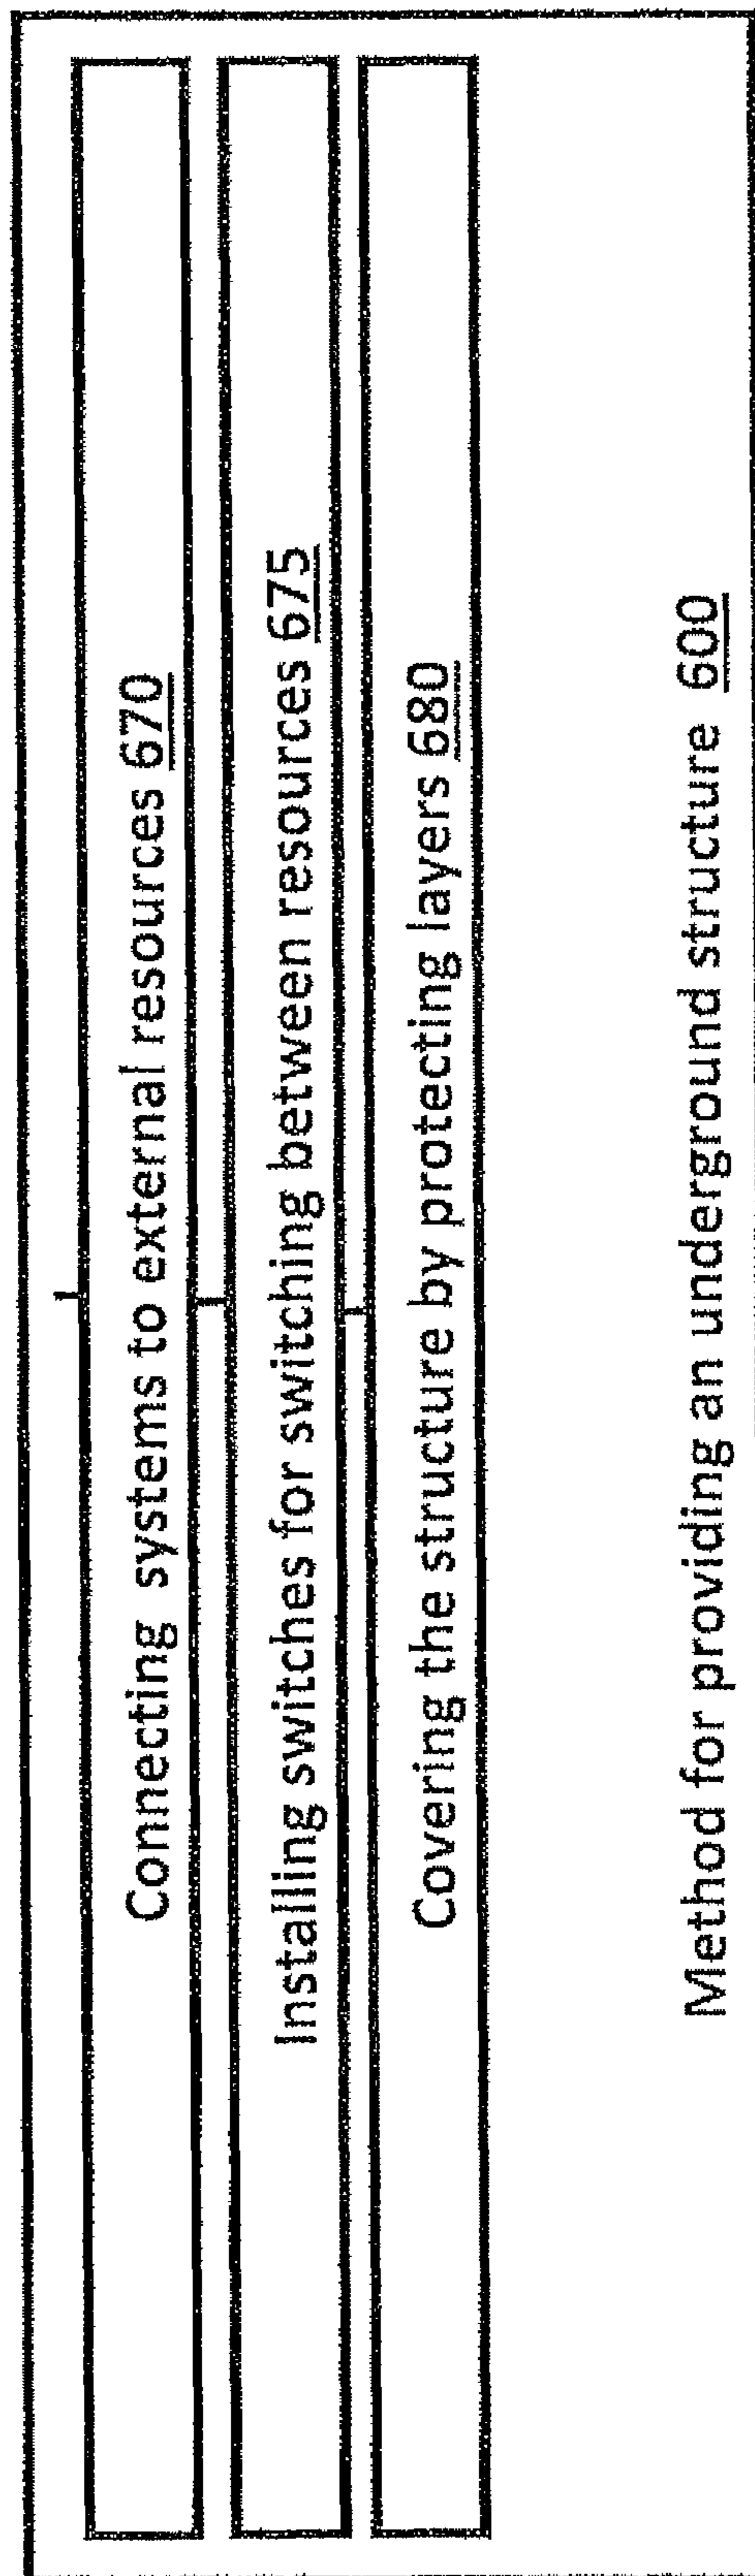 Connecting systems to external resources 670
Installing switches for switching between resources 675
Covering the structure by protecting layers 680
Method for providing an underground structure 600